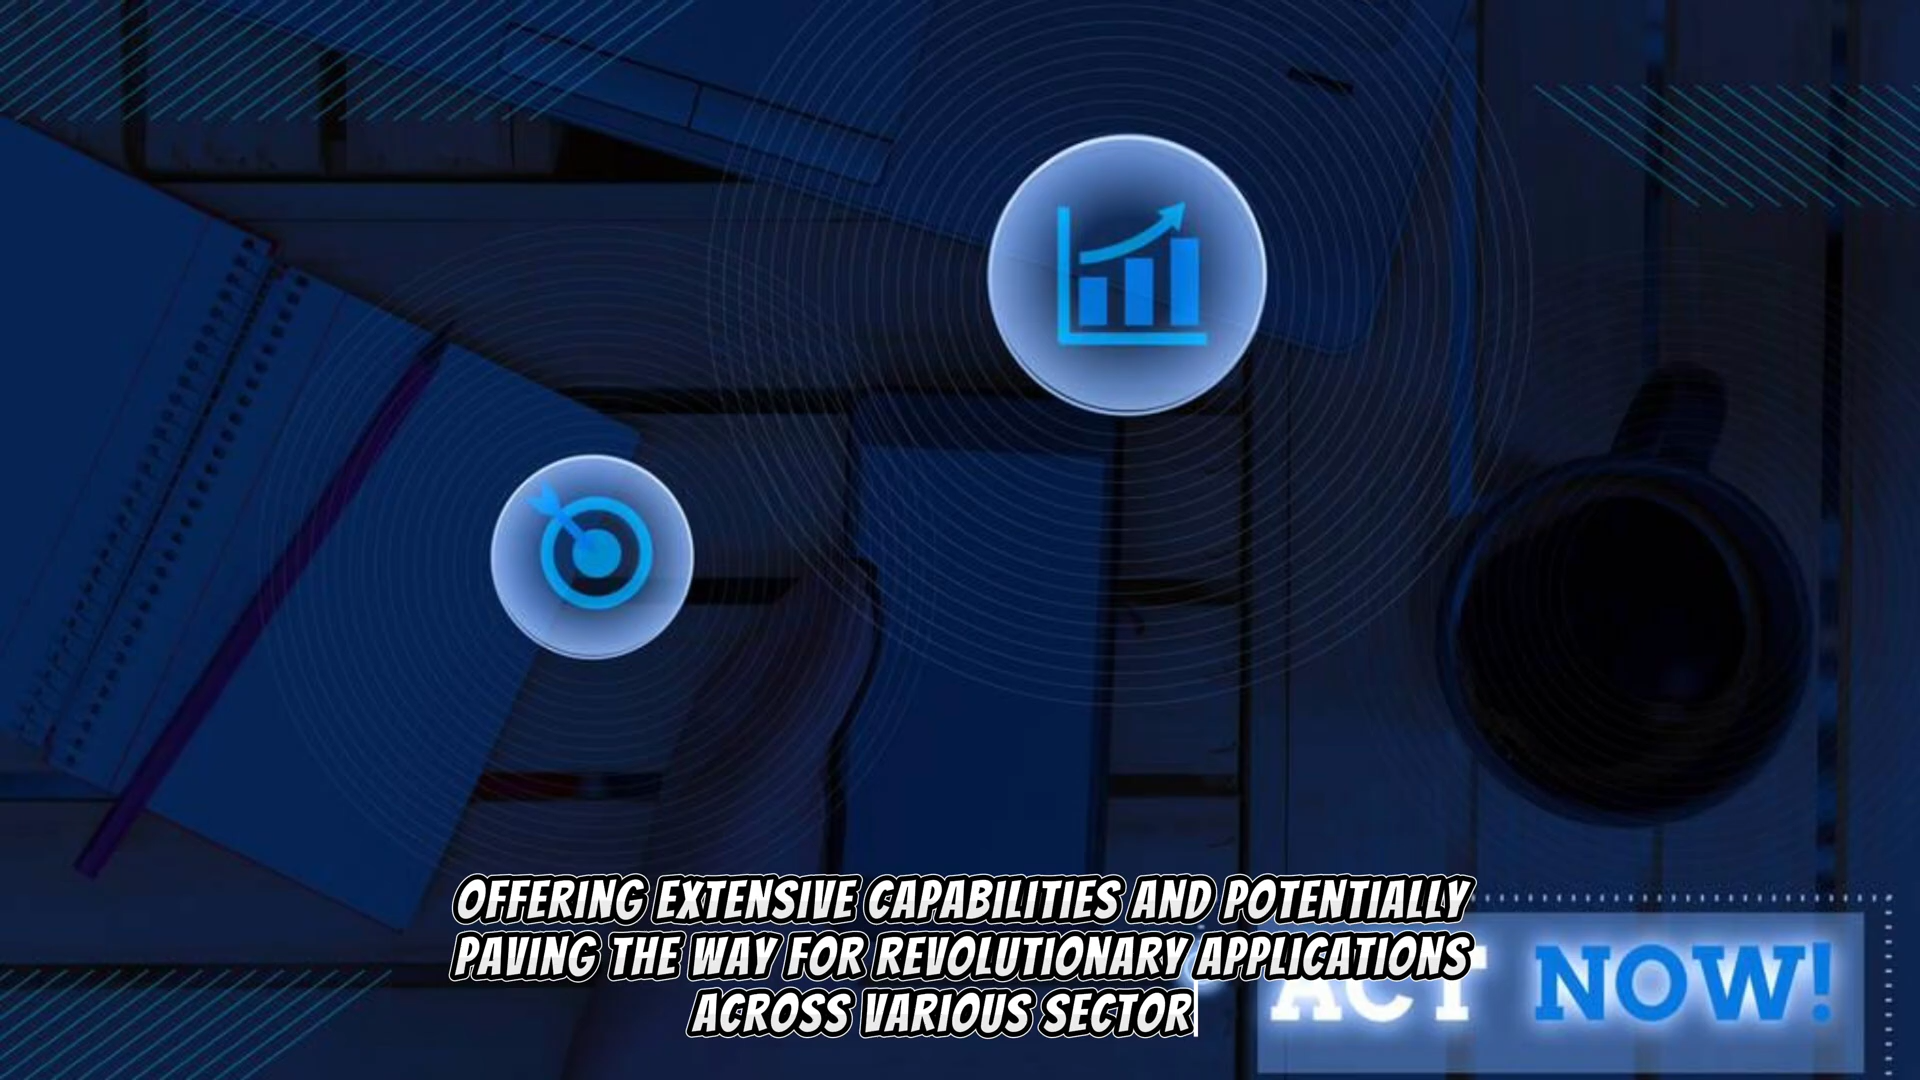 OFFERING EXTENSIVE CAPABILITIES AND POTENTIALLY
PAVING THE WAY FOR REVOLUTIONARY APPLICATIONS
ACROSS VARIOUS SECTOR
ACT NOW!